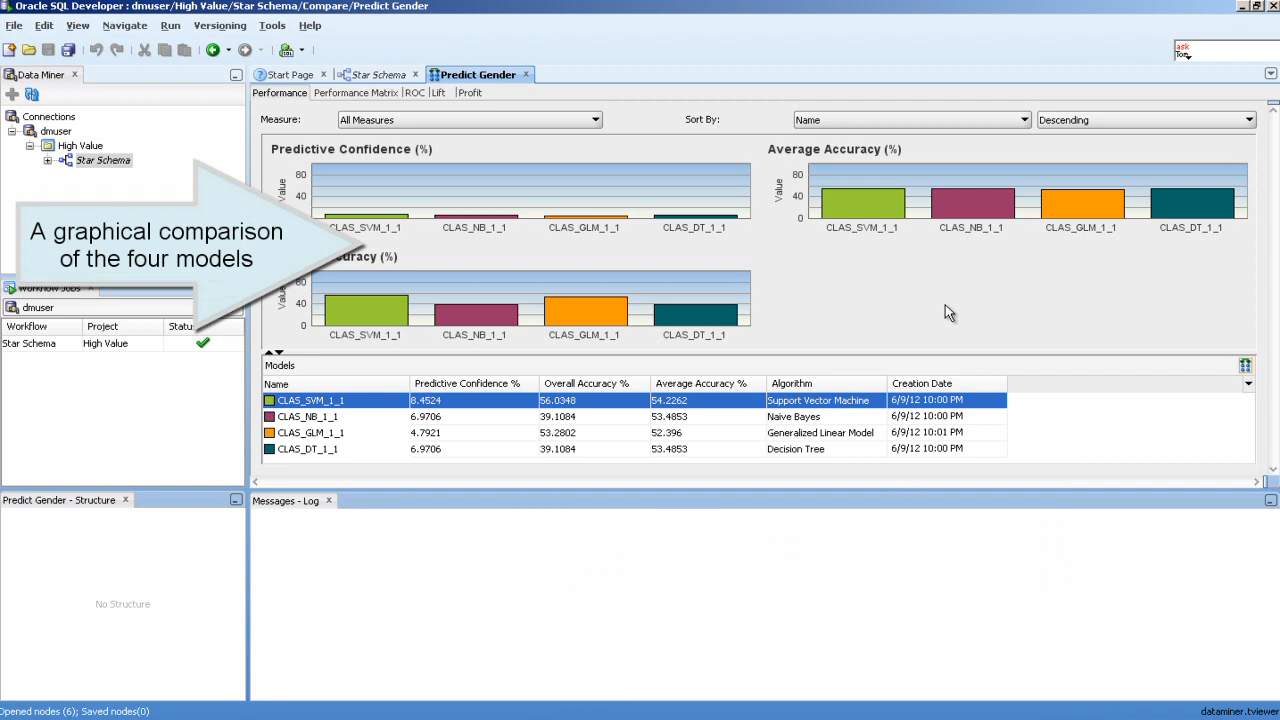 Oracle SQL Developer : dmuser/High Value/Star Schema/Compare/Predict Gender
File Edit View Navigate Run Versioning Tools Help
ask
Tom
Data Miner
Start Page
Star Schema
Predict Gender
Performance Performance Matrix ROC Lift Profit
Connections
dmuser
High Value
Star Schema
Measure: All Measures Sort By: Name Descending
Predictive Confidence (%)
Value
80
40
CLAS_SVM_1_1 CLAS_NB_1_1 CLAS_GLM_1_1 CLAS_DT_1_1
Average Accuracy (%)
Value
80
40
0
CLAS_SVM_1_1 CLAS_NB_1_1 CLAS_GLM_1_1 CLAS_DT_1_1
A graphical comparison
of the four models
curacy (%)
Value
80
40
0
CLAS_SVM_1_1 CLAS_NB_1_1 CLAS_GLM_1_1 CLAS_DT_1_1
Workflow Jobs
dmuser
Workflow Project Status
Star Schema High Value
Models
Name Predictive Confidence % Overall Accuracy % Average Accuracy % Algorithm Creation Date
CLAS_SVM_1_1 8.4524 56.0348 54.2262 Support Vector Machine 6/9/12 10:00 PM
CLAS_NB_1_1 6.9706 39.1084 53.4853 Naive Bayes 6/9/12 10:00 PM
CLAS_GLM_1_1 4.7921 53.2802 52.396 Generalized Linear Model 6/9/12 10:01 PM
CLAS_DT_1_1 6.9706 39.1084 53.4853 Decision Tree 6/9/12 10:00 PM
Predict Gender - Structure
Messages - Log
No Structure
Opened nodes (6); Saved nodes(0)
dataminer.tviewer